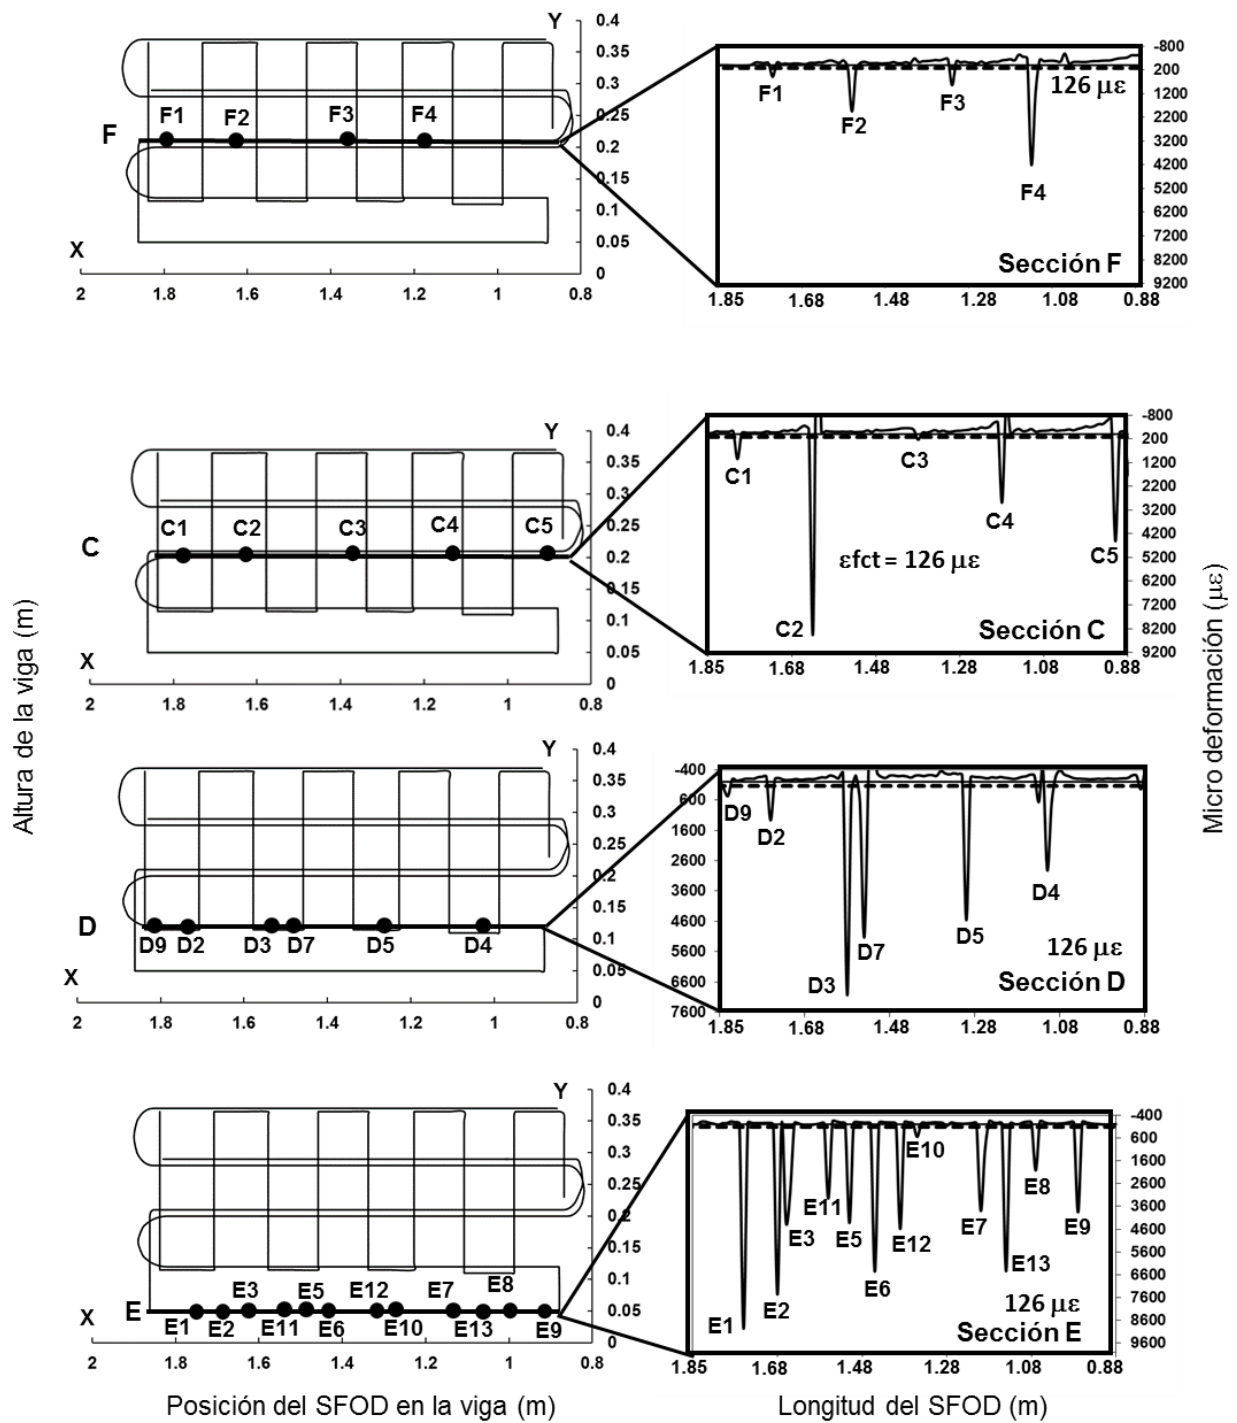 Altura de la viga (m)
Y
0.4
0.35
0.3
0.25
0.2
0.15
0.1
0.05
0
F1 F2 F3 F4
F
X
2 1.8 1.6 1.4 1.2 1 0.8
-800
200
1200
2200
3200
4200
5200
6200
7200
8200
9200
126 µε
F1 F2 F3 F4
Sección F
1.85 1.68 1.48 1.28 1.08 0.88
Y
0.4
0.35
0.3
0.25
0.2
0.15
0.1
0.05
0
C1 C2 C3 C4 C5
C
X
2 1.8 1.6 1.4 1.2 1 0.8
-800
200
1200
2200
3200
4200
5200
6200
7200
8200
9200
C1 C2 C3 C4 C5
εfct = 126 µε
Sección C
1.85 1.68 1.48 1.28 1.08 0.88
Y
0.4
0.35
0.3
0.25
0.2
0.15
0.1
0.05
0
D
D9 D2 D3 D7 D5 D4
X
2 1.8 1.6 1.4 1.2 1 0.8
-400
600
1600
2600
3600
4600
5600
6600
7600
D9 D2 D3 D7 D5 D4
126 µε
Sección D
1.85 1.68 1.48 1.28 1.08 0.88
Y
0.4
0.35
0.3
0.25
0.2
0.15
0.1
0.05
0
E3 E5 E12 E7 E8
E
E1 E2 E11 E6 E10 E13 E9
X
2 1.8 1.6 1.4 1.2 1 0.8
-400
600
1600
2600
3600
4600
5600
6600
7600
8600
9600
E1 E2 E3 E11 E5 E6 E12 E10 E7 E13 E8 E9
126 µε
Sección E
1.85 1.68 1.48 1.28 1.08 0.88
Micro deformación (µε)
Posición del SFOD en la viga (m)
Longitud del SFOD (m)